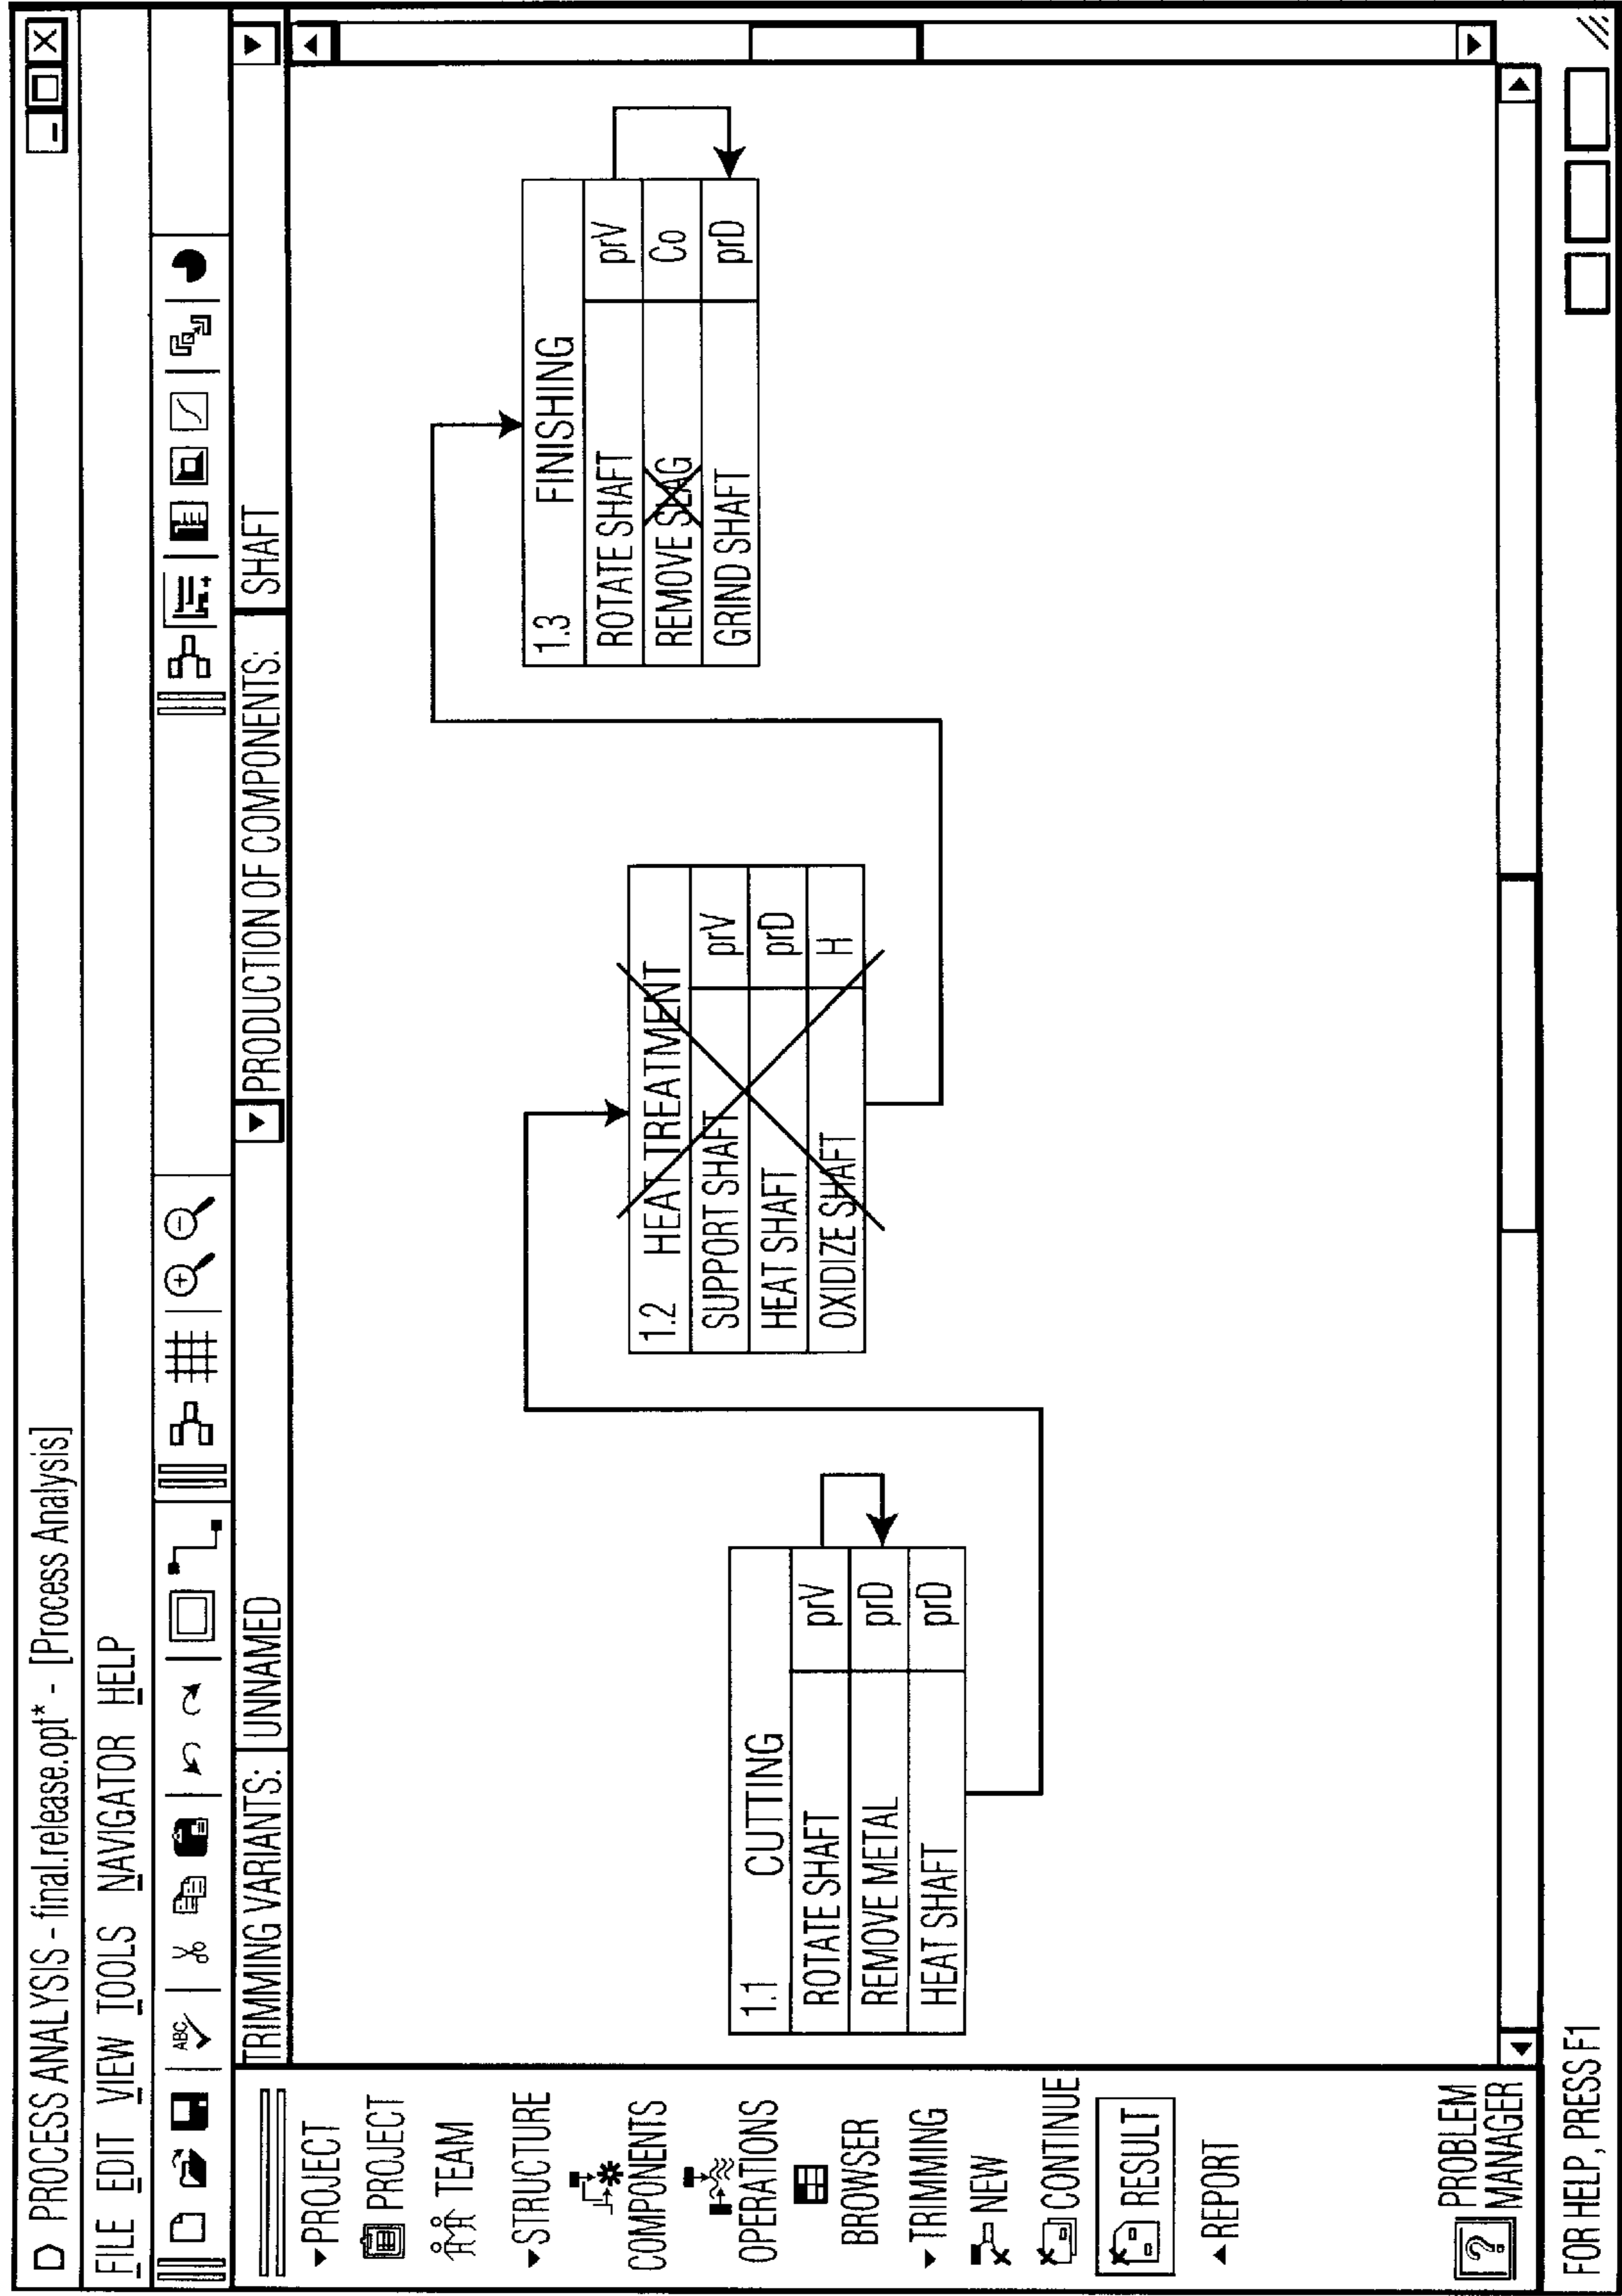 PROCESS ANALYSIS - final.release.opt* - [Process Analysis]
FILE EDIT VIEW TOOLS NAVIGATOR HELP
ABC
TRIMMING VARIANTS: UNNAMED
PRODUCTION OF COMPONENTS: SHAFT
PROJECT
PROJECT
TEAM
STRUCTURE
COMPONENTS
OPERATIONS
BROWSER
TRIMMING
NEW
CONTINUE
RESULT
REPORT
? PROBLEM
MANAGER
1.1 CUTTING
ROTATE SHAFT prV
REMOVE METAL prD
HEAT SHAFT prD
1.2 HEAT TREATMENT
SUPPORT SHAFT prV
HEAT SHAFT prD
OXIDIZE SHAFT H
1.3 FINISHING
ROTATE SHAFT prV
REMOVE SLAG Co
GRIND SHAFT prD
FOR HELP, PRESS F1